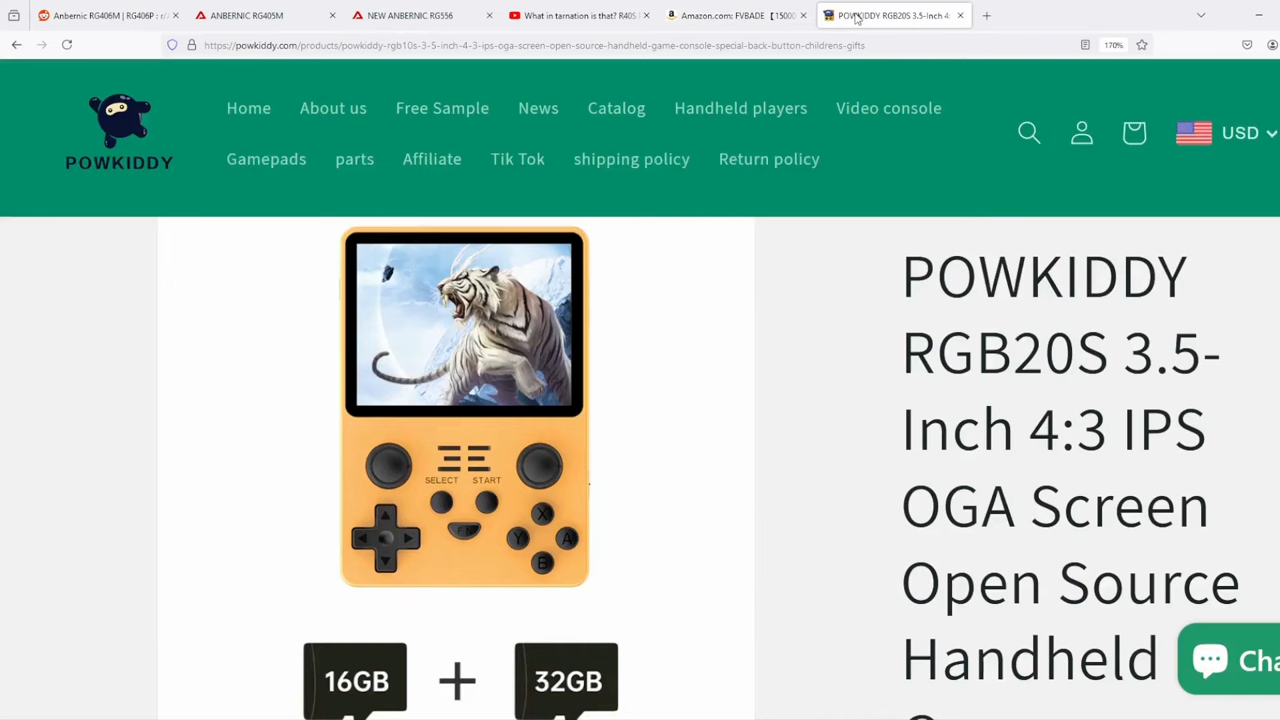 Anbernic RG406M | RG406P : r/
ANBERNIC RG405M
NEW ANBERNIC RG556
What in tarnation is that? R40S
Amazon.com: FVBADE 【15000
POWKIDDY RGB20S 3.5-Inch 4:
https://powkiddy.com/products/powkiddy-rgb10s-3-5-inch-4-3-ips-oga-screen-open-source-handheld-game-console-special-back-button-childrens-gifts
170%
POWKIDDY
Home About us Free Sample News Catalog Handheld players Video console
Gamepads parts Affiliate Tik Tok shipping policy Return policy
USD
SELECT START
X
Y A
B
16GB + 32GB
POWKIDDY
RGB20S 3.5-
Inch 4:3 IPS
OGA Screen
Open Source
Handheld
Cha